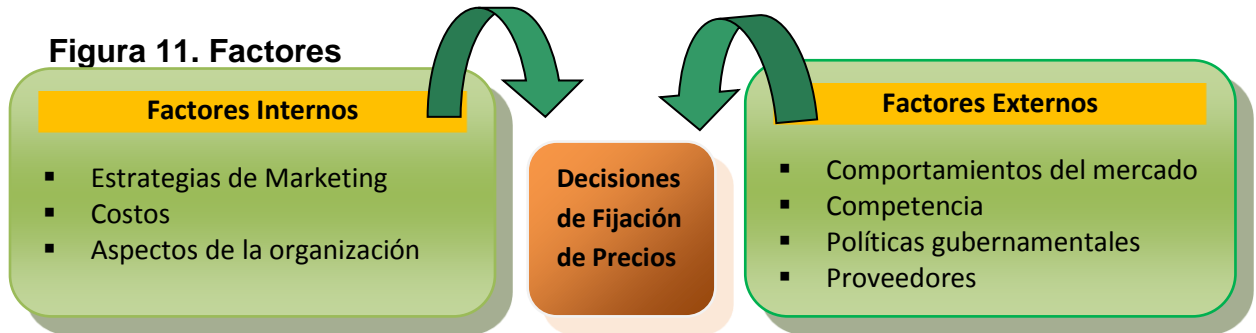 Figura 11. Factores
Factores Internos
▪ Estrategias de Marketing
▪ Costos
▪ Aspectos de la organización
Decisiones
de Fijación
de Precios
Factores Externos
▪ Comportamientos del mercado
▪ Competencia
▪ Políticas gubernamentales
▪ Proveedores